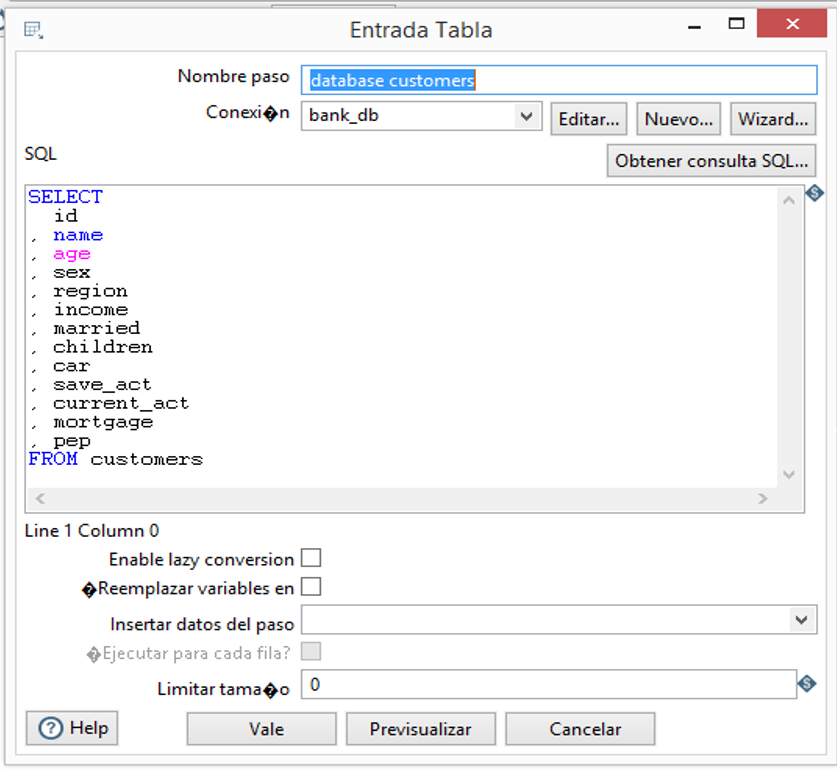 Entrada Tabla
Nombre paso database customers
Conexi�n bank_db Editar... Nuevo... Wizard...
SQL Obtener consulta SQL...
SELECT
id
, name
, age
, sex
, region
, income
, married
, children
, car
, save_act
, current_act
, mortgage
, pep
FROM customers
Line 1 Column 0
Enable lazy conversion
�Reemplazar variables en
Insertar datos del paso
�Ejecutar para cada fila?
Limitar tama�o 0
Help Vale Previsualizar Cancelar